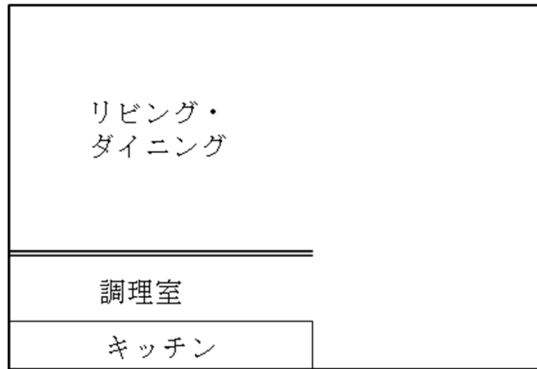 リビング・
ダイニング
調理室
キッチン